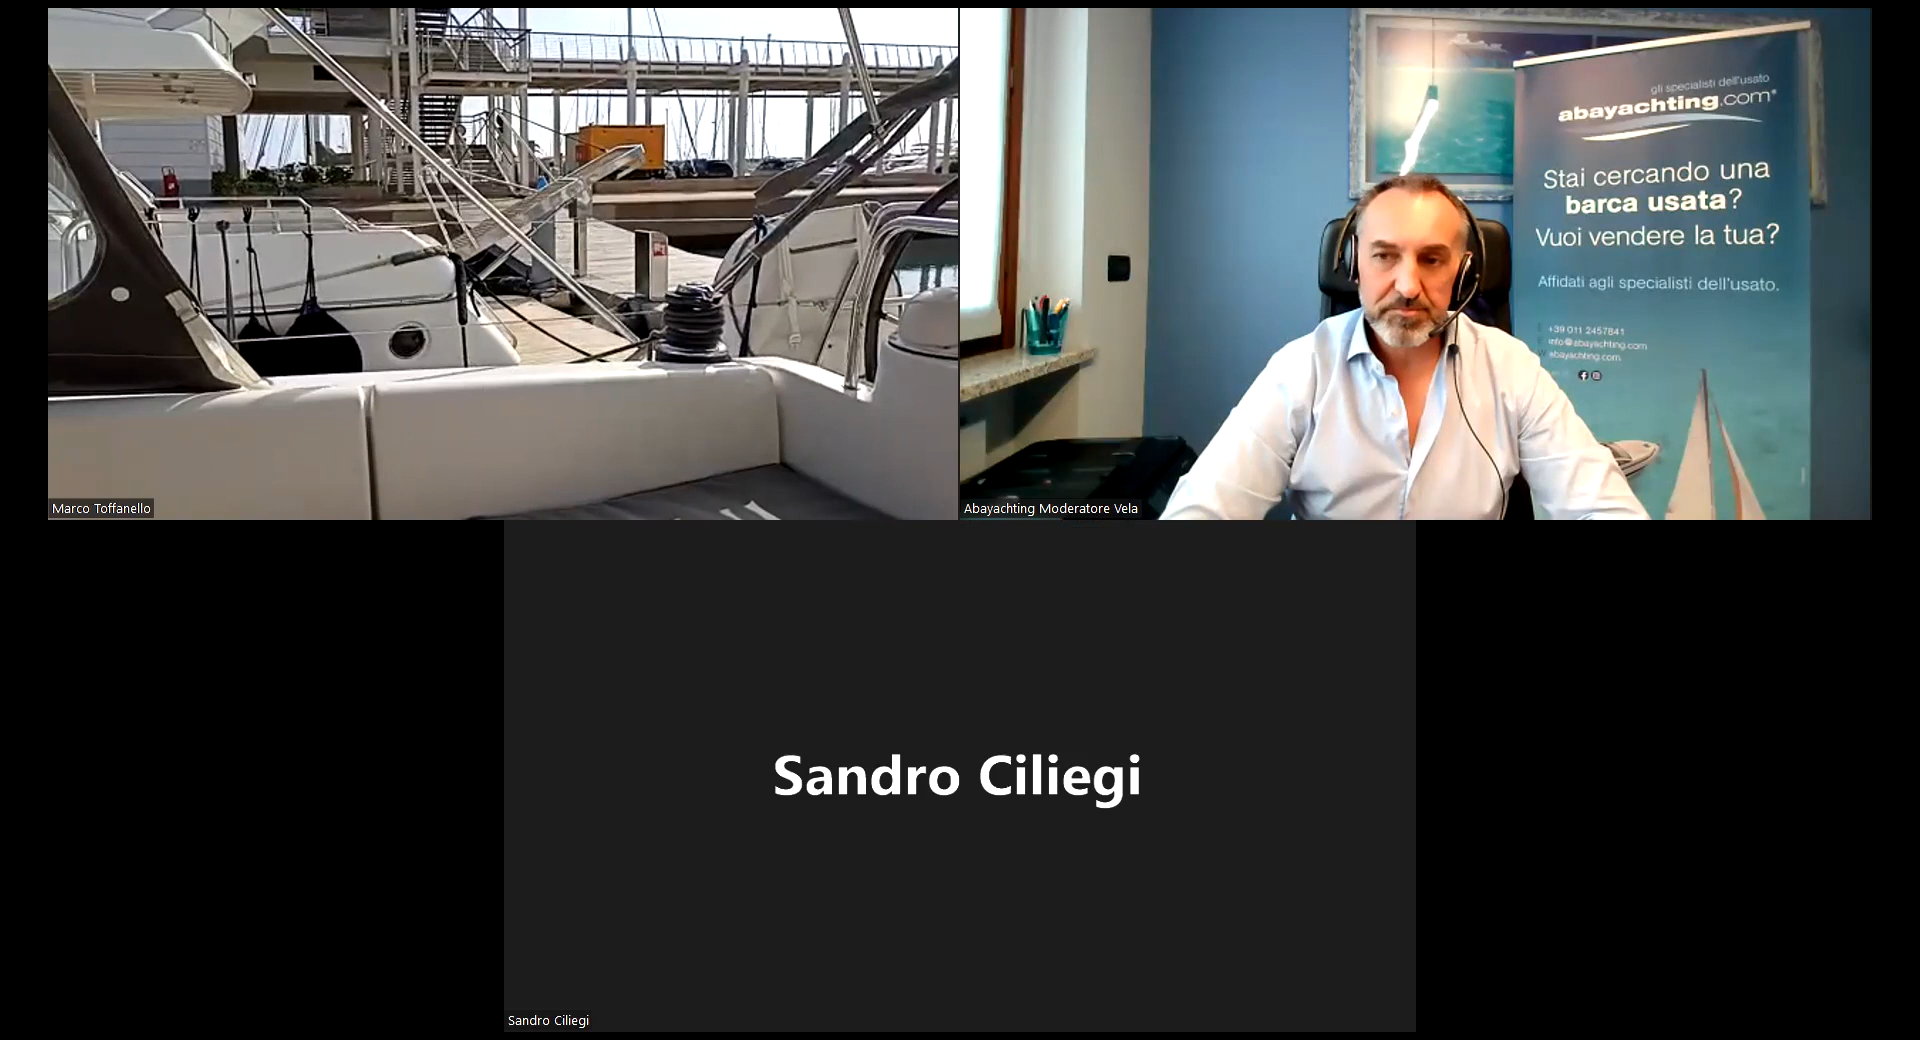 gli specialisti dell'usato
abayachting.com®
Stai cercando una
barca usata?
Vuoi vendere la tua?
Affidati agli specialisti dell'usato.
+39 011 2457841
info@abayachting.com
abayachting.com
Marco Toffanello
Abayachting Moderatore Vela
Sandro Ciliegi
Sandro Ciliegi